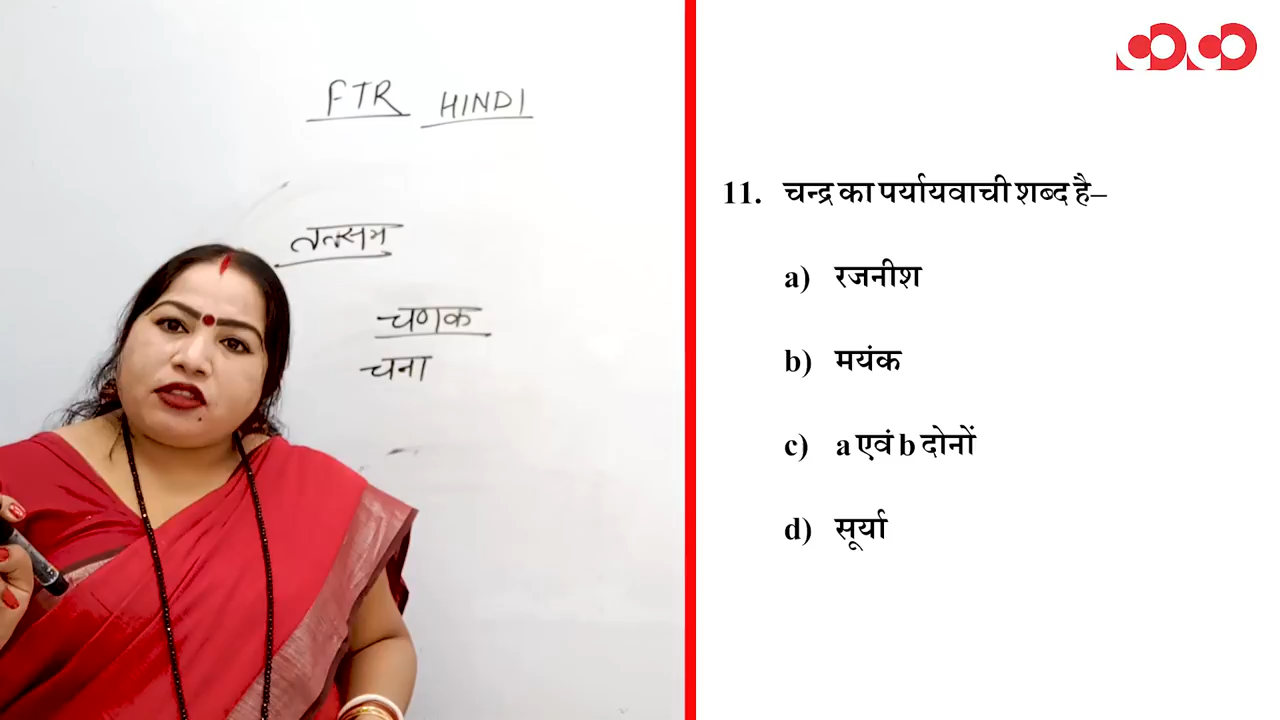 FTR HINDI
तत्सम
चणक
चना
11. चन्द्र का पर्यायवाची शब्द है–
a) रजनीश
b) मयंक
c) a एवं b दोनों
d) सूर्या